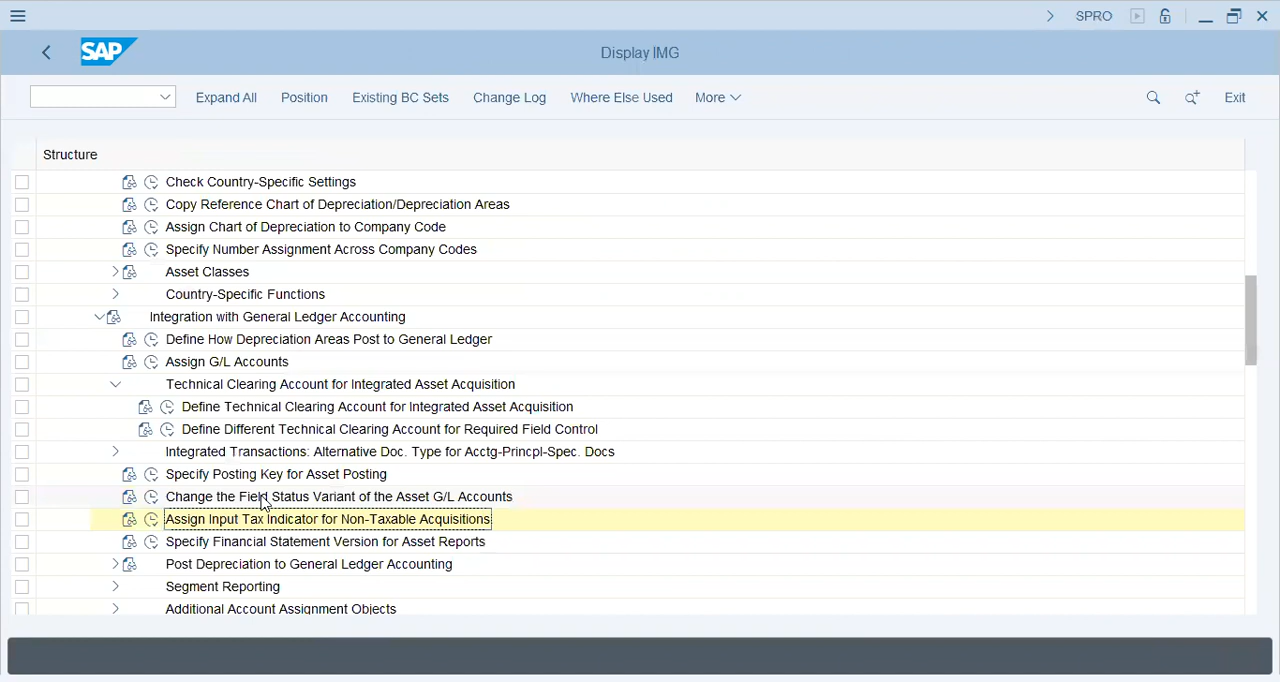 SPRO
SAP
Display IMG
Expand All Position Existing BC Sets Change Log Where Else Used More Exit
Structure
Check Country-Specific Settings
Copy Reference Chart of Depreciation/Depreciation Areas
Assign Chart of Depreciation to Company Code
Specify Number Assignment Across Company Codes
Asset Classes
Country-Specific Functions
Integration with General Ledger Accounting
Define How Depreciation Areas Post to General Ledger
Assign G/L Accounts
Technical Clearing Account for Integrated Asset Acquisition
Define Technical Clearing Account for Integrated Asset Acquisition
Define Different Technical Clearing Account for Required Field Control
Integrated Transactions: Alternative Doc. Type for Acctg-Princpl-Spec. Docs
Specify Posting Key for Asset Posting
Change the Field Status Variant of the Asset G/L Accounts
Assign Input Tax Indicator for Non-Taxable Acquisitions
Specify Financial Statement Version for Asset Reports
Post Depreciation to General Ledger Accounting
Segment Reporting
Additional Account Assignment Objects